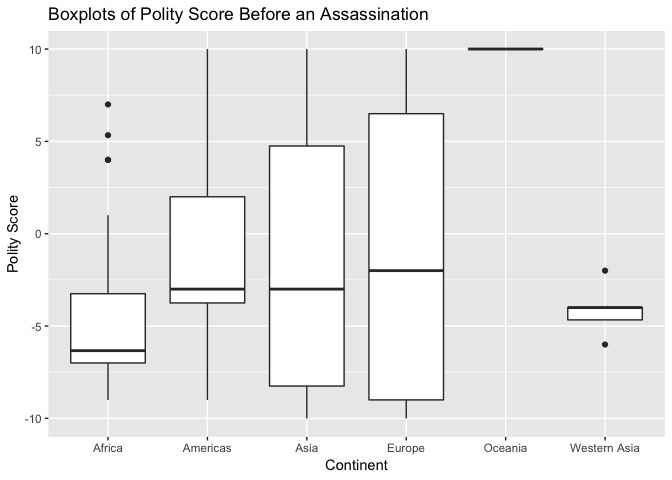 Boxplots of Polity Score Before an Assassination
10
5
0
-5
-10
Polity Score
Africa Americas Asia Europe Oceania Western Asia
Continent